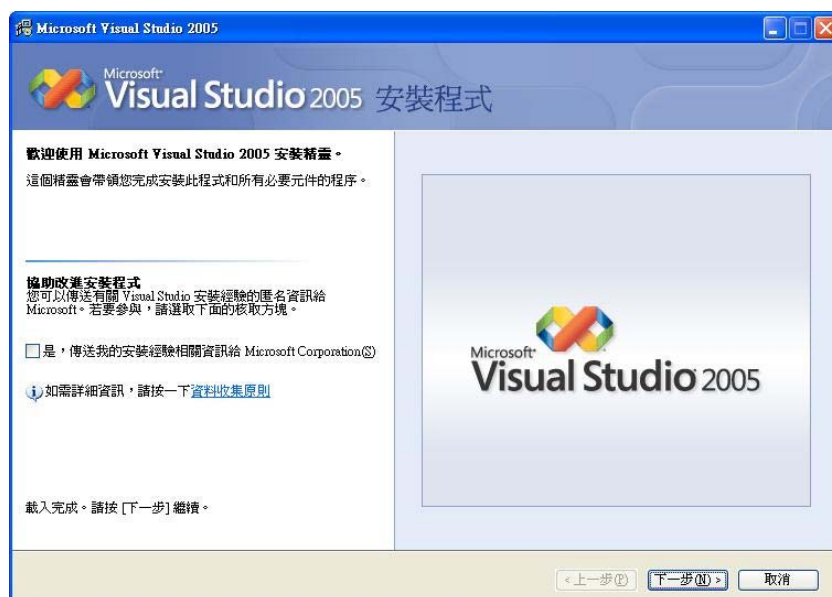 Microsoft Visual Studio 2005
Microsoft
Visual Studio 2005 安裝程式
歡迎使用 Microsoft Visual Studio 2005 安裝精靈。
這個精靈會帶領您完成安裝此程式和所有必要元件的程序。
協助改進安裝程式
您可以傳送有關 Visual Studio 安裝經驗的匿名資訊給
Microsoft。若要參與,請選取下面的核取方塊。
是,傳送我的安裝經驗相關資訊給 Microsoft Corporation(S)
如需詳細資訊,請按一下資料收集原則
載入完成。請按 [下一步] 繼續。
Microsoft
Visual Studio 2005
<上一步(P)
下一步(N) >
取消